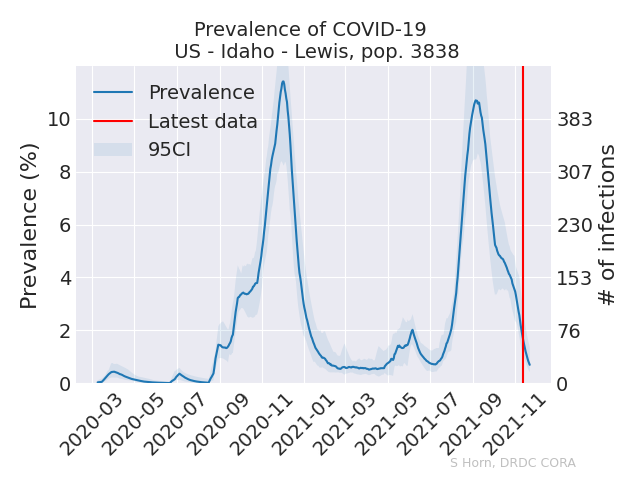 Prevalence of COVID-19
US - Idaho - Lewis, pop. 3838
Prevalence
Latest data
95CI
Prevalence (%)
10
8
6
4
2
0
# of infections
383
307
230
153
76
0
2020-03
2020-05
2020-07
2020-09
2020-11
2021-01
2021-03
2021-05
2021-07
2021-09
2021-11
S Horn, DRDC CORA